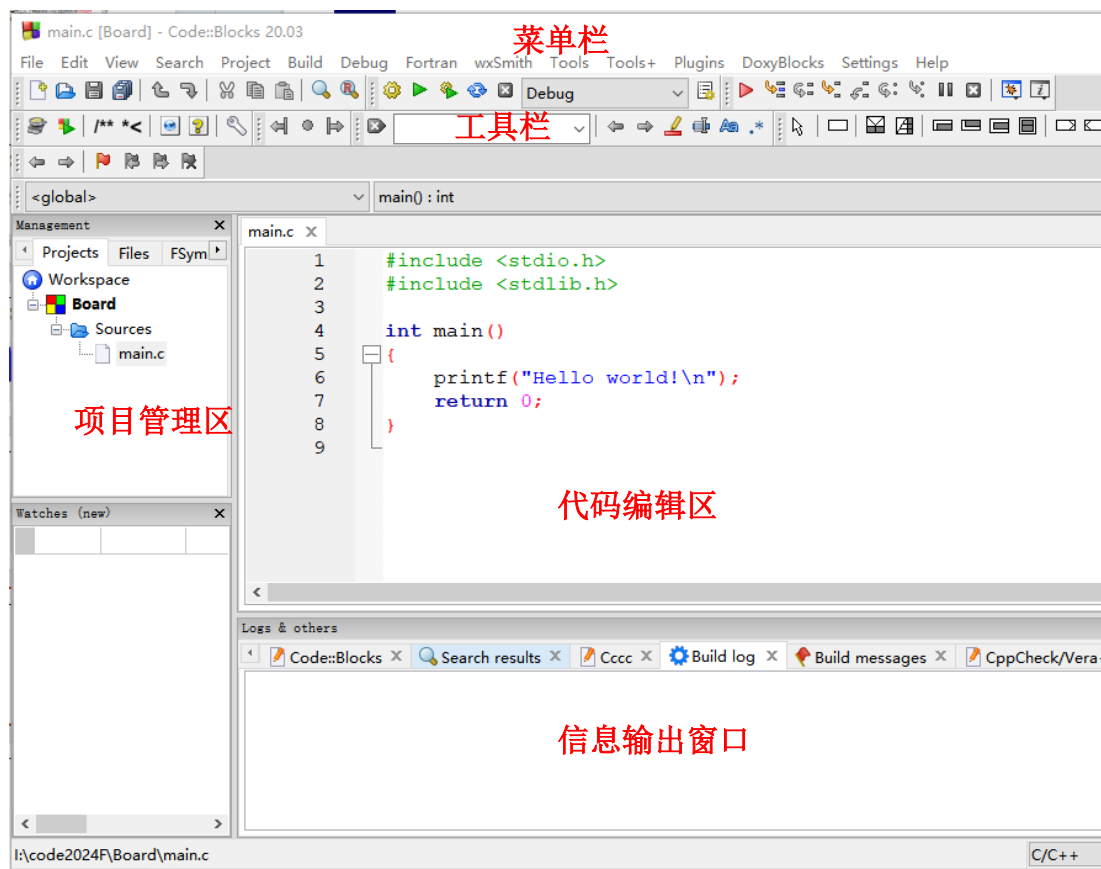 main.c [Board] - Code::Blocks 20.03
菜单栏
File Edit View Search Project Build Debug Fortran wxSmith Tools Tools+ Plugins DoxyBlocks Settings Help
Debug
/** *<
工具栏
Aa .*
<global>
main() : int
Management
Projects Files FSym
Workspace
Board
Sources
main.c
项目管理区
main.c
1 #include <stdio.h>
2 #include <stdlib.h>
3
4 int main()
5 {
6 printf("Hello world!\n");
7 return 0;
8 }
9
代码编辑区
Watches (new)
Logs & others
Code::Blocks Search results Cccc Build log Build messages CppCheck/Vera
信息输出窗口
I:\code2024F\Board\main.c
C/C++